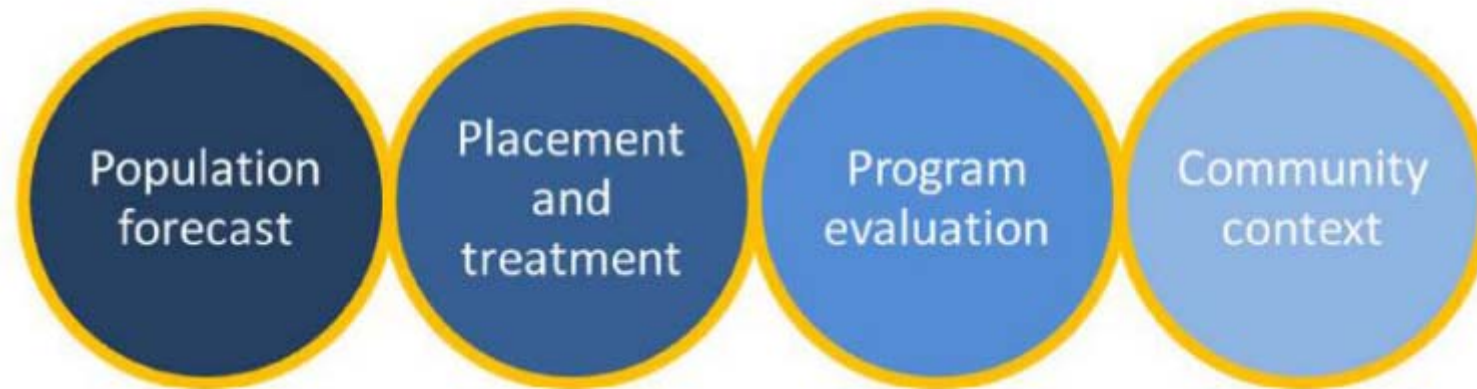 Population
forecast
Placement
and
treatment
Program
evaluation
Community
context